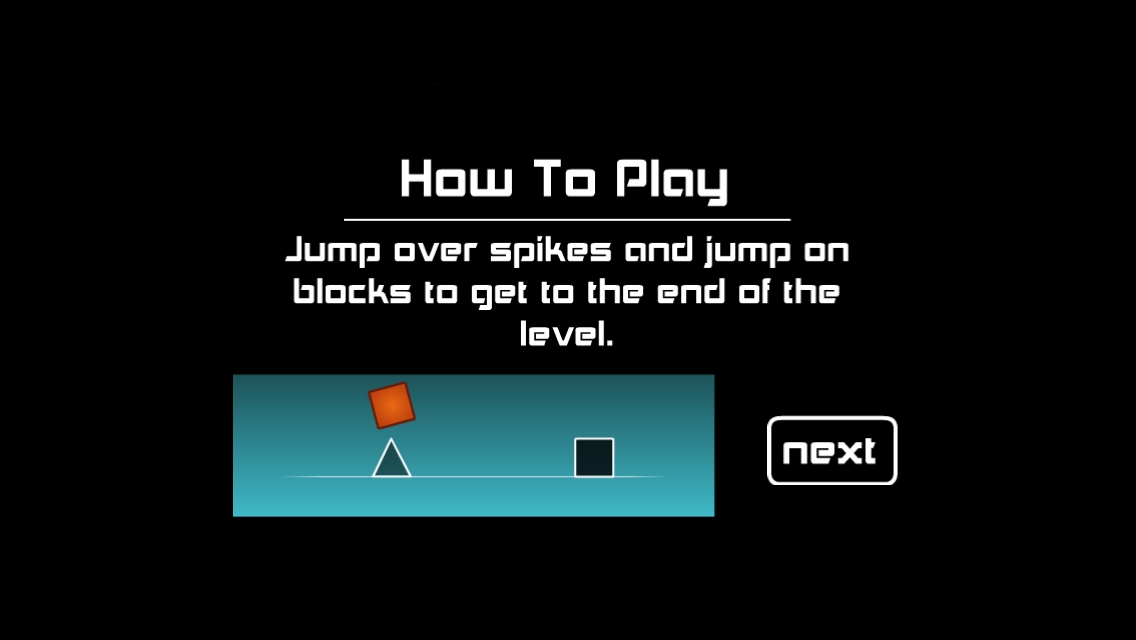 How To Play
Jump over spikes and jump on
blocks to get to the end of the
level.
next